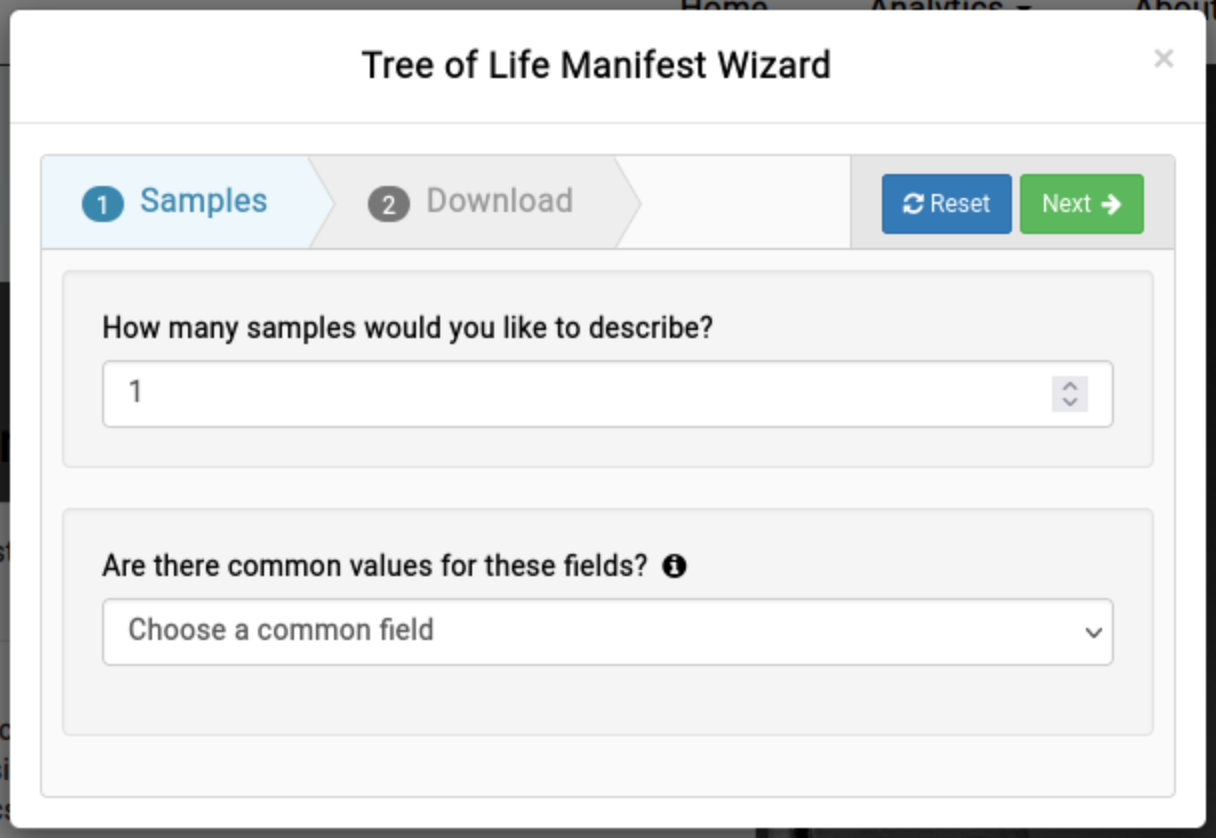 Home Analytics About
Tree of Life Manifest Wizard
×
1 Samples 2 Download Reset Next
How many samples would you like to describe?
1
Are there common values for these fields?
Choose a common field